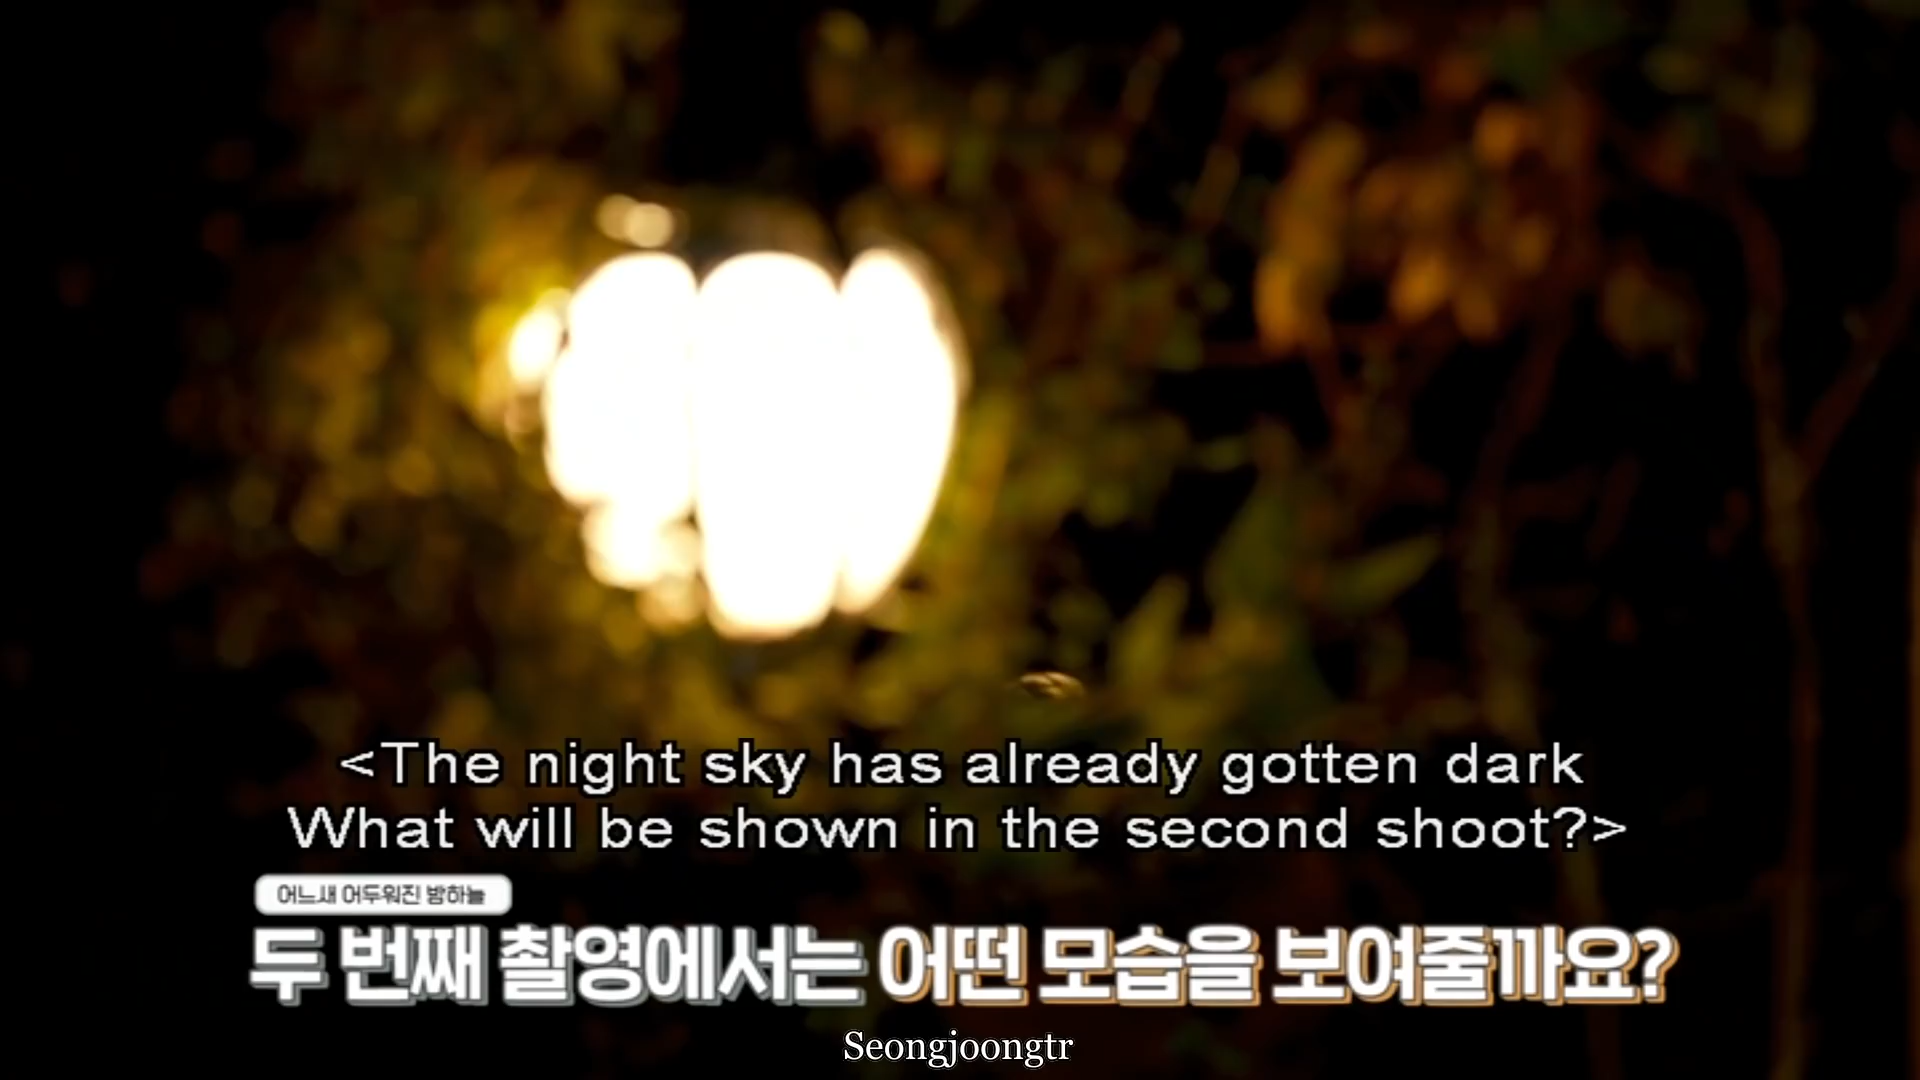 <The night sky has already gotten dark
What will be shown in the second shoot?>
어느새 어두워진 밤하늘
두 번째 촬영에서는 어떤 모습을 보여줄까요?
Seongjoongtr